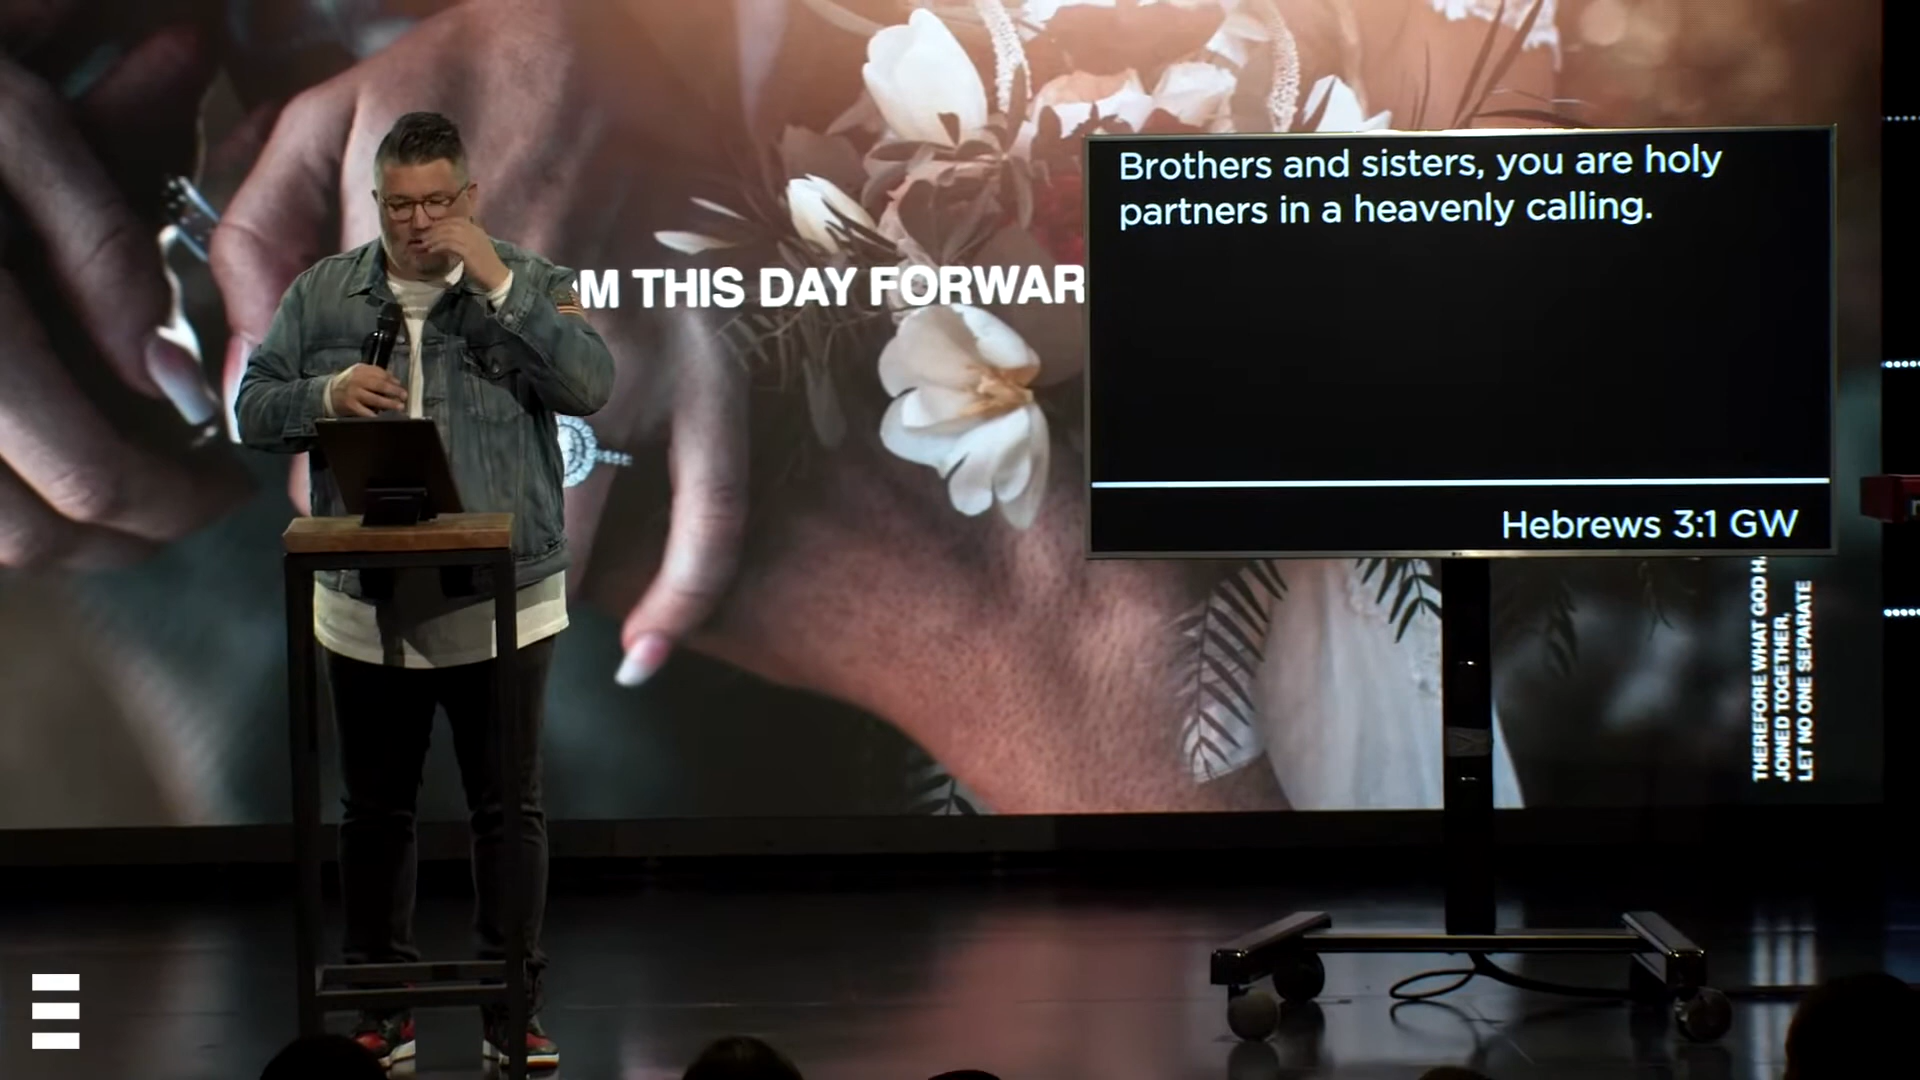 M THIS DAY FORWAR
Brothers and sisters, you are holy
partners in a heavenly calling.
Hebrews 3:1 GW
THEREFORE WHAT GOD
JOINED TOGETHER,
LET NO ONE SEPARATE